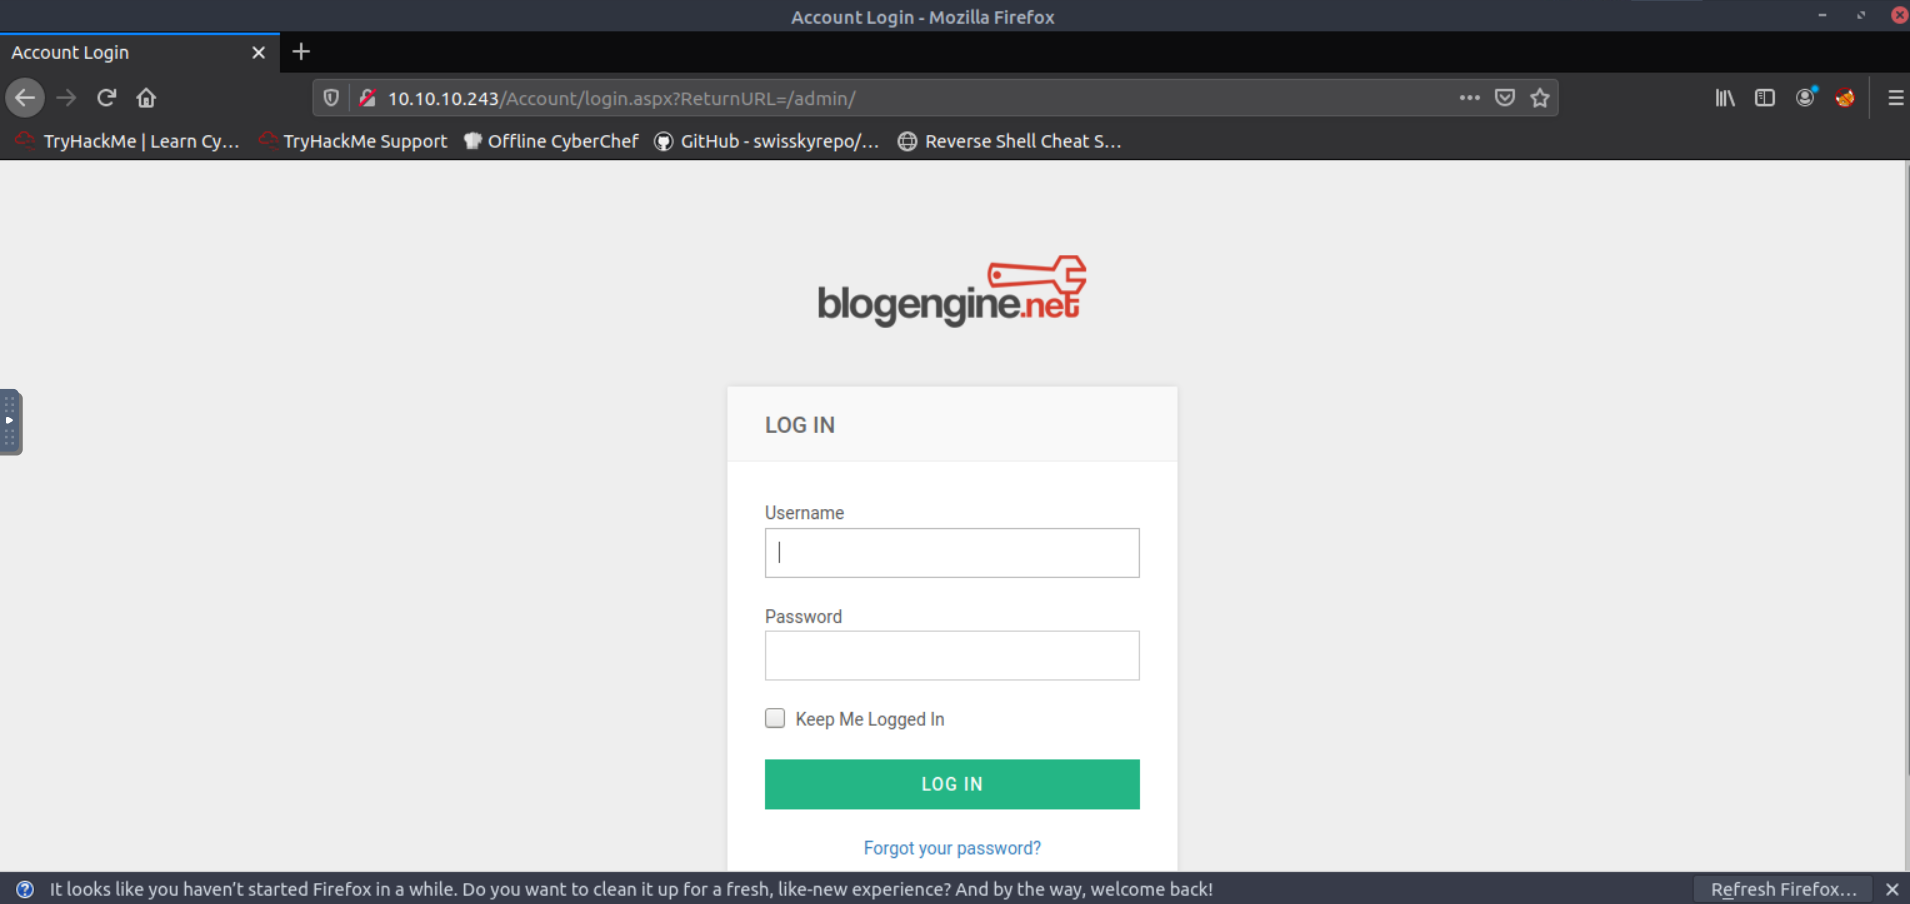 Account Login - Mozilla Firefox
Account Login
10.10.10.243/Account/login.aspx?ReturnURL=/admin/
TryHackMe | Learn Cy… TryHackMe Support Offline CyberChef GitHub - swisskyrepo/… Reverse Shell Cheat S…
blogengine.net
LOG IN
Username
Password
Keep Me Logged In
LOG IN
Forgot your password?
It looks like you haven't started Firefox in a while. Do you want to clean it up for a fresh, like-new experience? And by the way, welcome back! Refresh Firefox…